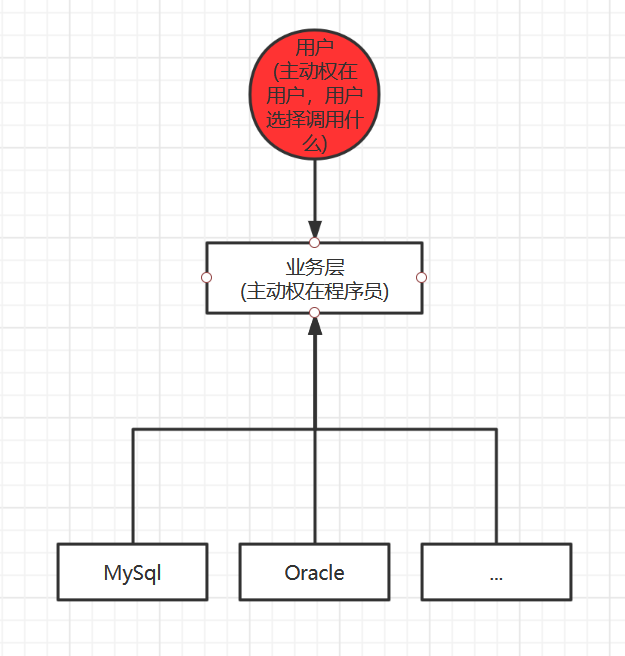 用户
(主动权在
用户，用户
选择调用什
么)
业务层
(主动权在程序员)
MySql
Oracle
...